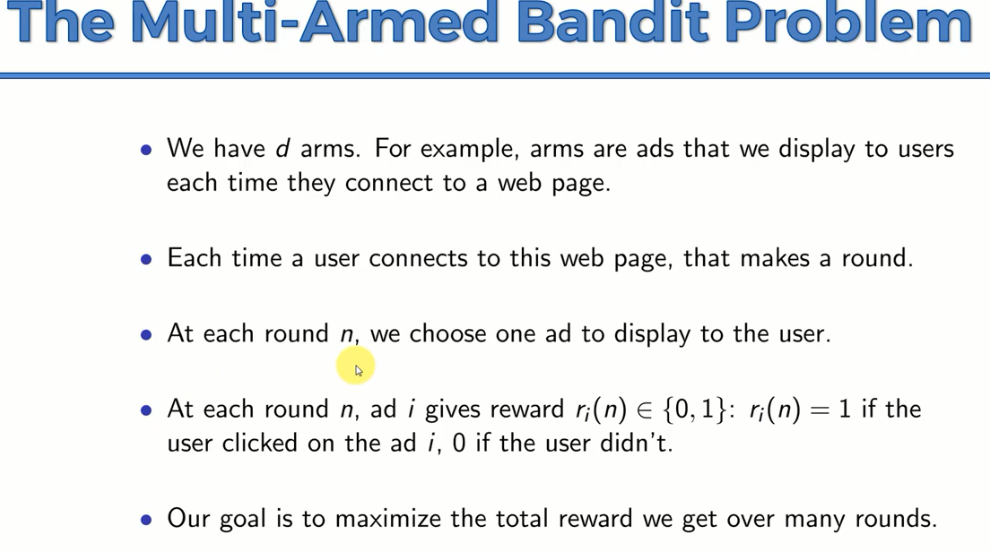 The Multi-Armed Bandit Problem
• We have d arms. For example, arms are ads that we display to users
each time they connect to a web page.
• Each time a user connects to this web page, that makes a round.
• At each round n, we choose one ad to display to the user.
• At each round n, ad i gives reward rᵢ(n) ∈ {0, 1}: rᵢ(n) = 1 if the
user clicked on the ad i, 0 if the user didn't.
• Our goal is to maximize the total reward we get over many rounds.